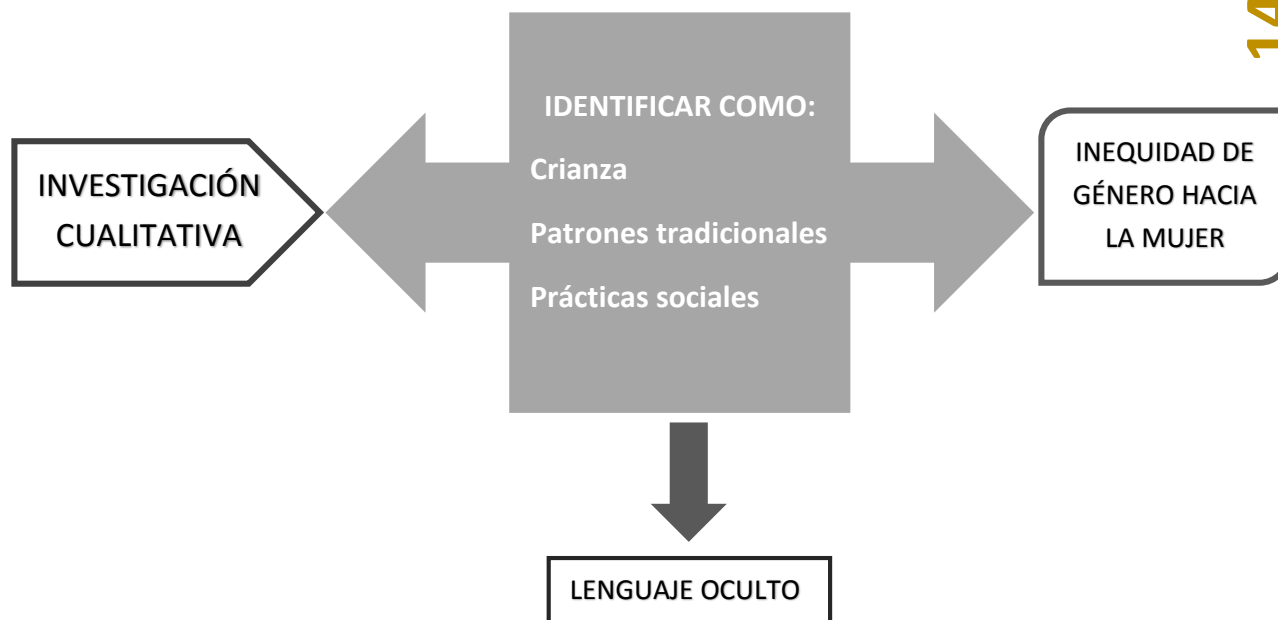 14
IDENTIFICAR COMO:
Crianza
Patrones tradicionales
Prácticas sociales
INVESTIGACIÓN
CUALITATIVA
INEQUIDAD DE
GÉNERO HACIA
LA MUJER
LENGUAJE OCULTO